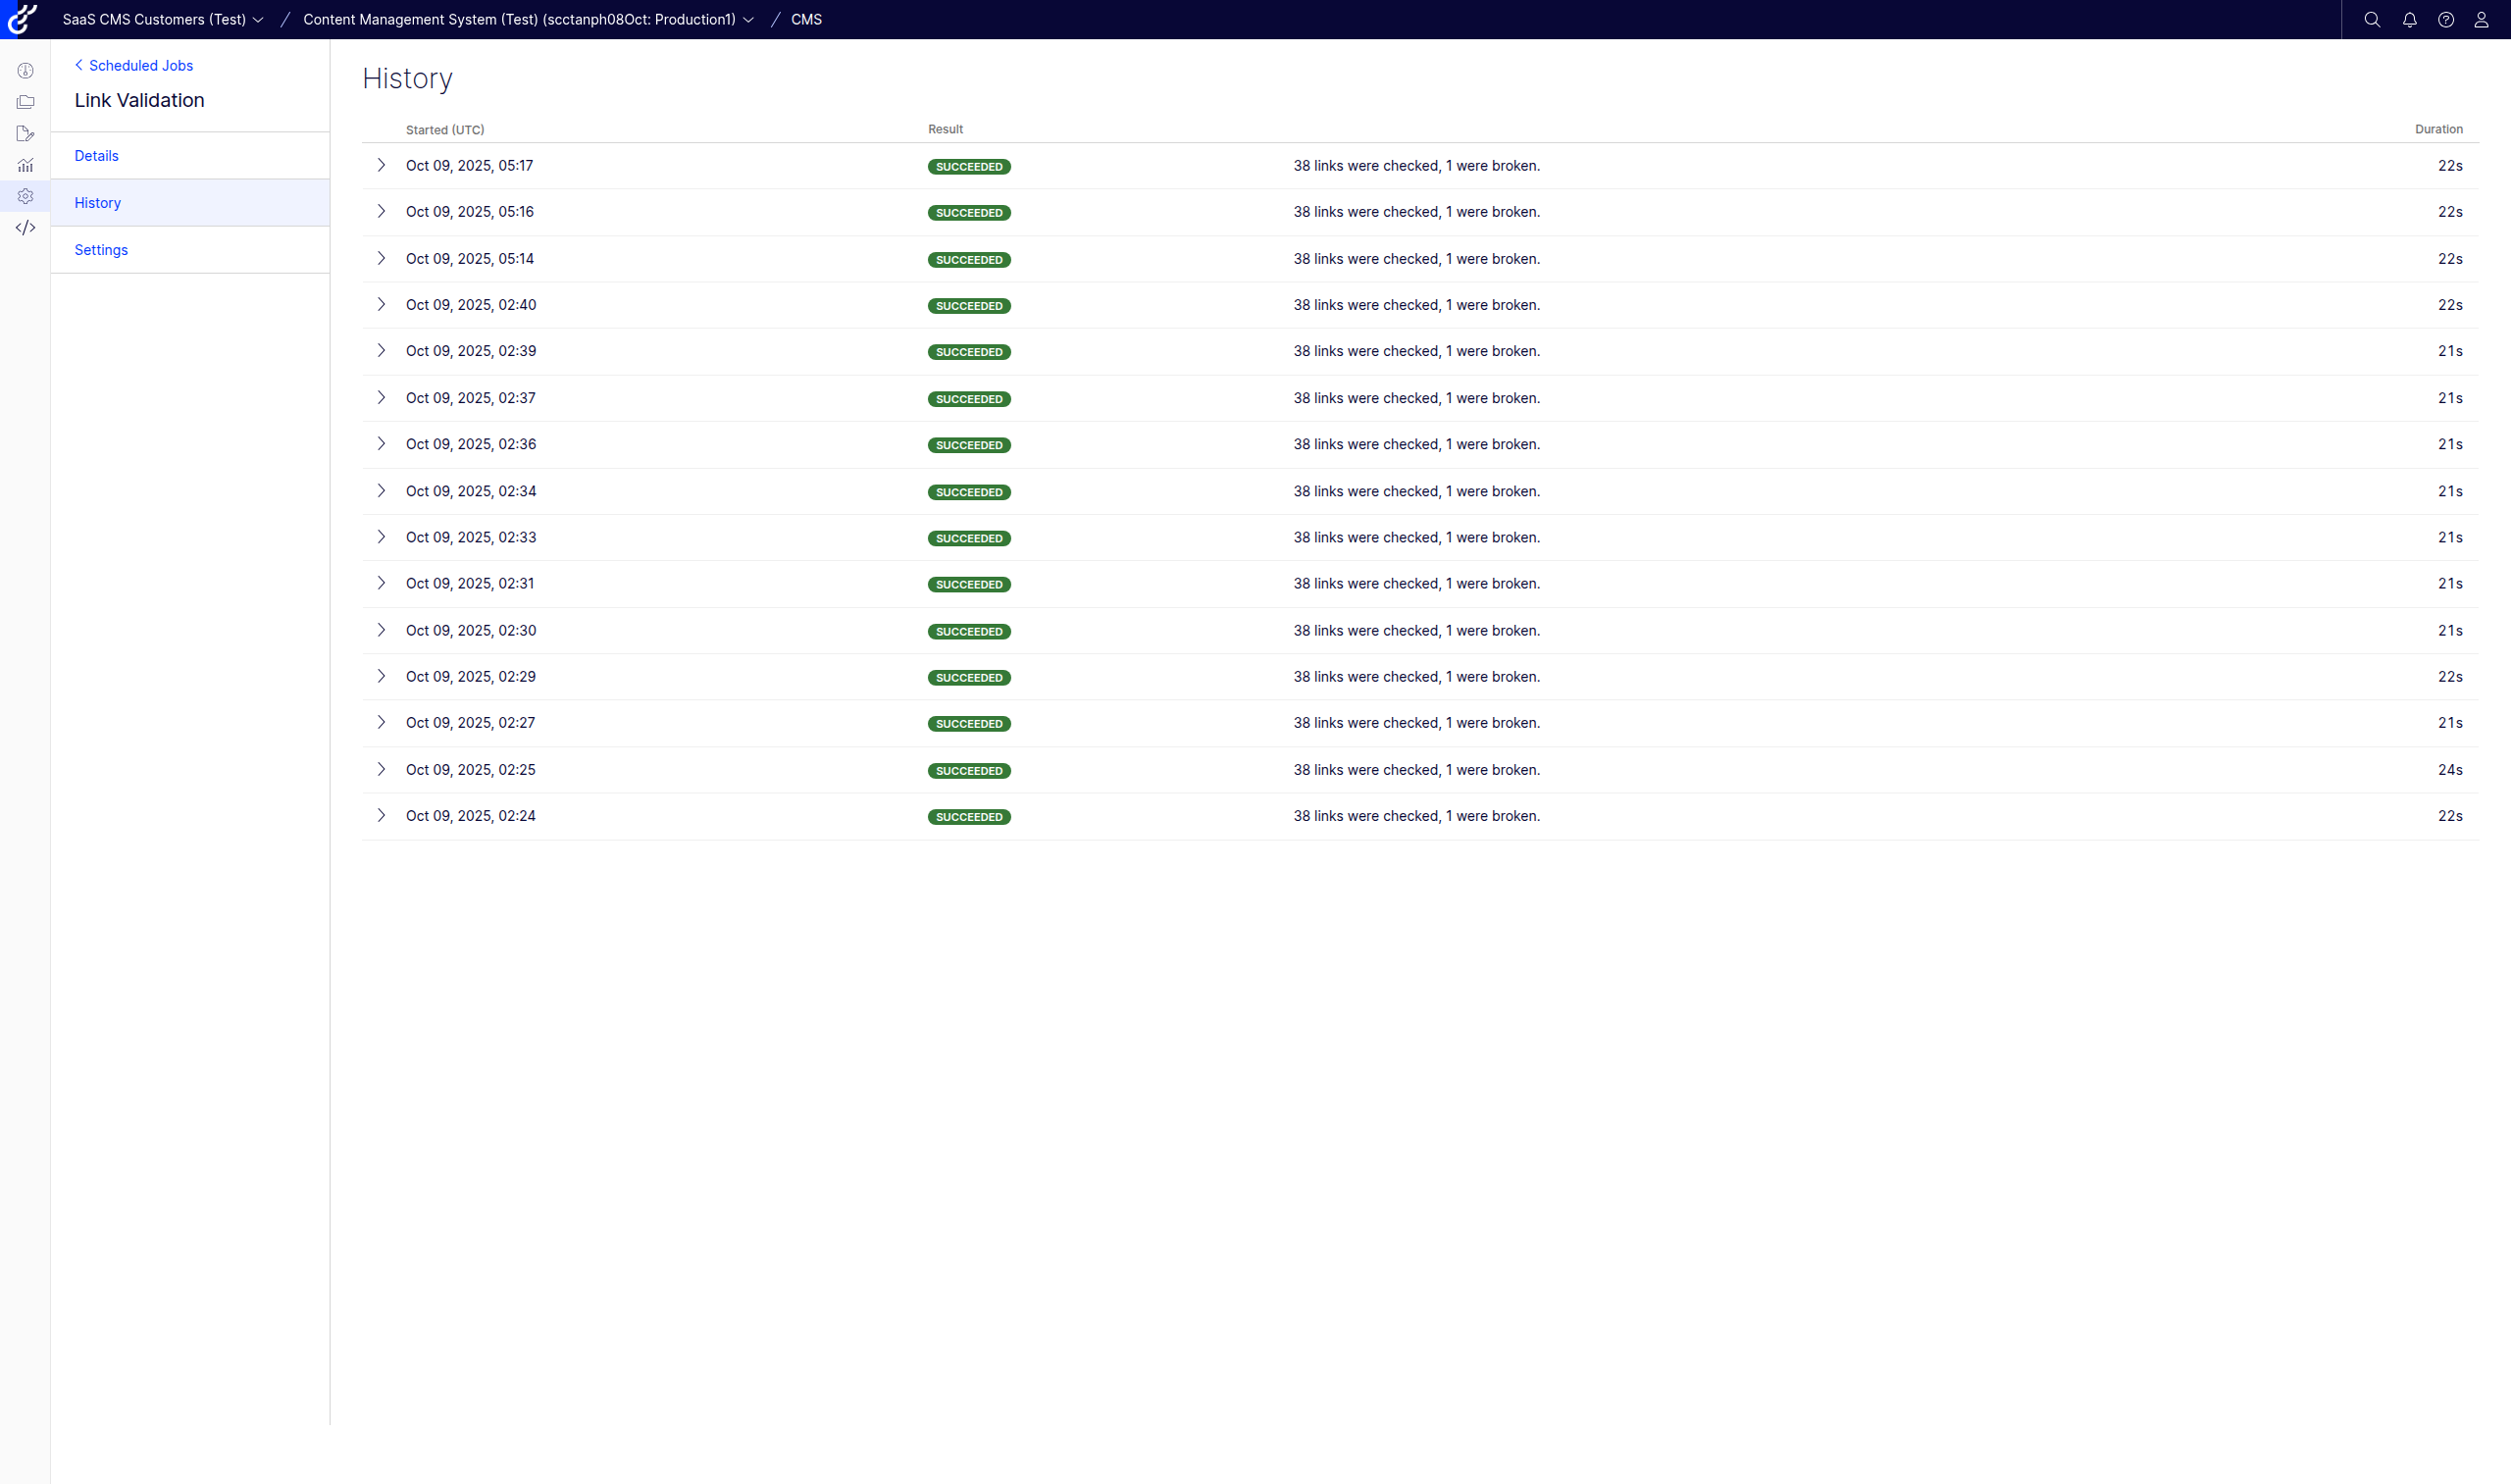 SaaS CMS Customers (Test) / Content Management System (Test) (scctanph08Oct: Production1) / CMS
Scheduled Jobs
Link Validation
Details
History
Settings
History
Started (UTC) Result Duration
Oct 09, 2025, 05:17 SUCCEEDED 38 links were checked, 1 were broken. 22s
Oct 09, 2025, 05:16 SUCCEEDED 38 links were checked, 1 were broken. 22s
Oct 09, 2025, 05:14 SUCCEEDED 38 links were checked, 1 were broken. 22s
Oct 09, 2025, 02:40 SUCCEEDED 38 links were checked, 1 were broken. 22s
Oct 09, 2025, 02:39 SUCCEEDED 38 links were checked, 1 were broken. 21s
Oct 09, 2025, 02:37 SUCCEEDED 38 links were checked, 1 were broken. 21s
Oct 09, 2025, 02:36 SUCCEEDED 38 links were checked, 1 were broken. 21s
Oct 09, 2025, 02:34 SUCCEEDED 38 links were checked, 1 were broken. 21s
Oct 09, 2025, 02:33 SUCCEEDED 38 links were checked, 1 were broken. 21s
Oct 09, 2025, 02:31 SUCCEEDED 38 links were checked, 1 were broken. 21s
Oct 09, 2025, 02:30 SUCCEEDED 38 links were checked, 1 were broken. 21s
Oct 09, 2025, 02:29 SUCCEEDED 38 links were checked, 1 were broken. 22s
Oct 09, 2025, 02:27 SUCCEEDED 38 links were checked, 1 were broken. 21s
Oct 09, 2025, 02:25 SUCCEEDED 38 links were checked, 1 were broken. 24s
Oct 09, 2025, 02:24 SUCCEEDED 38 links were checked, 1 were broken. 22s